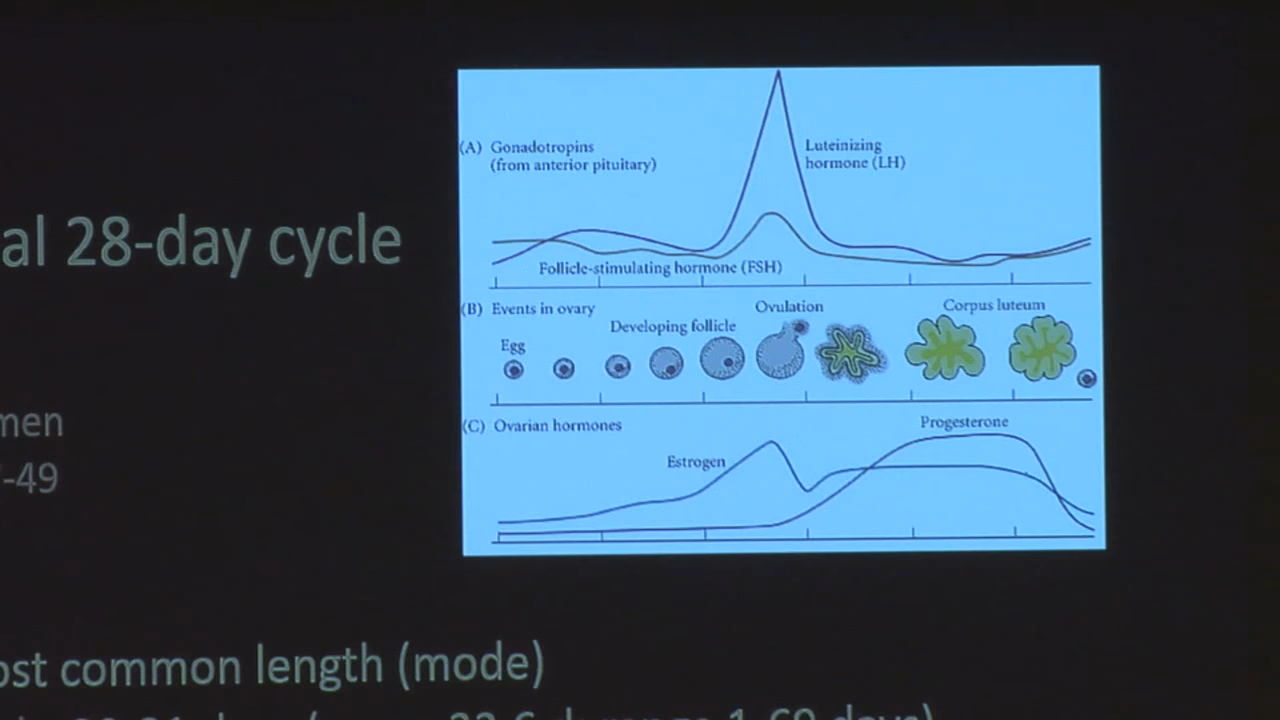 al 28-day cycle
men
-49
ost common length (mode)
(A) Gonadotropins
(from anterior pituitary)
Luteinizing
hormone (LH)
Follicle-stimulating hormone (FSH)
(B) Events in ovary
Ovulation
Corpus luteum
Developing follicle
Egg
(C) Ovarian hormones
Progesterone
Estrogen